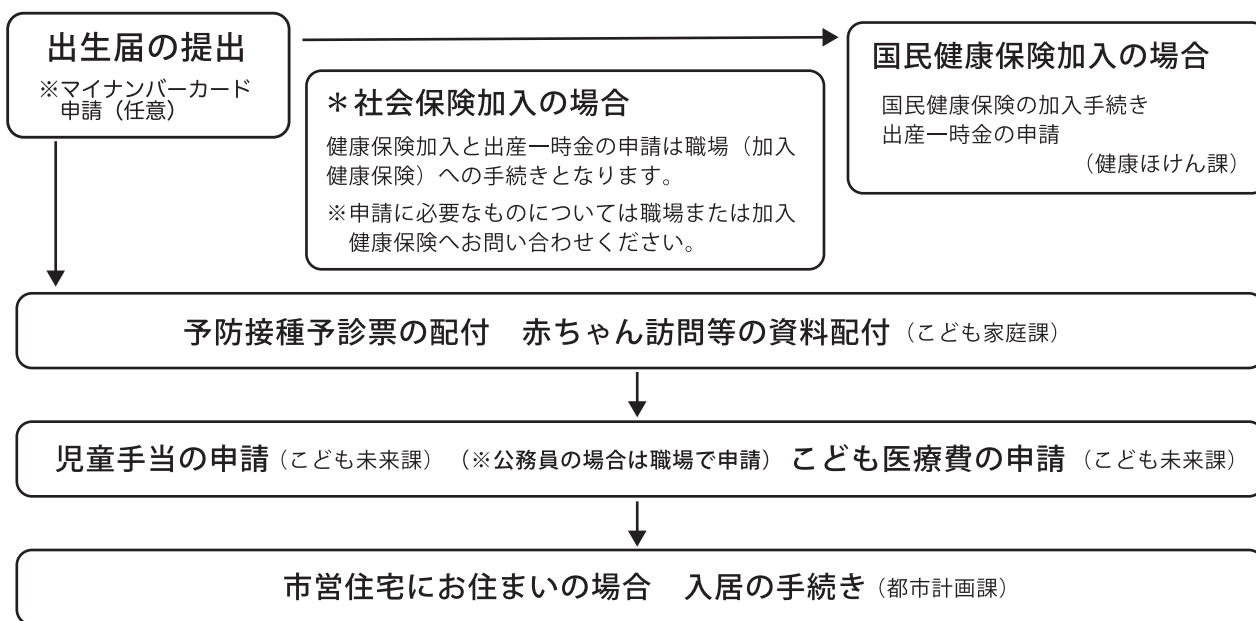 出生届の提出
※マイナンバーカード
申請（任意）
＊社会保険加入の場合
健康保険加入と出産一時金の申請は職場（加入
健康保険）への手続きとなります。
※申請に必要なものについては職場または加入
健康保険へお問い合わせください。
国民健康保険加入の場合
国民健康保険の加入手続き
出産一時金の申請
（健康ほけん課）
予防接種予診票の配付　赤ちゃん訪問等の資料配付（こども家庭課）
児童手当の申請（こども未来課）（※公務員の場合は職場で申請）こども医療費の申請（こども未来課）
市営住宅にお住まいの場合　入居の手続き（都市計画課）